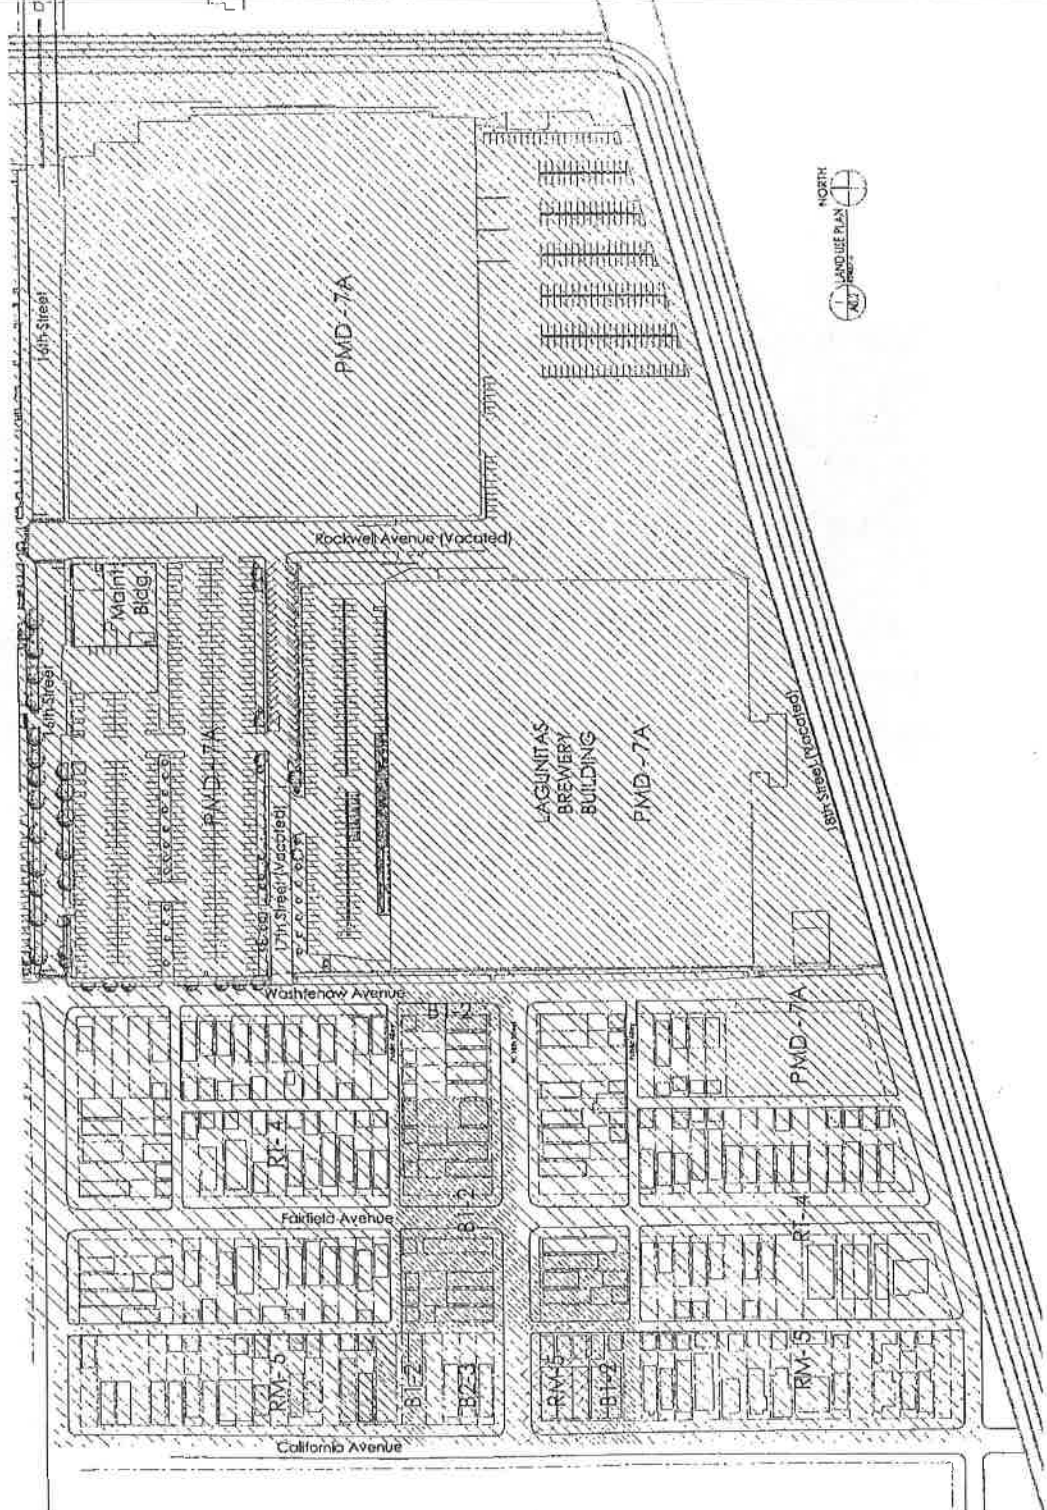 NORTH
LAND USE PLAN
1
16th Street
PMD -7A
Rockwell Avenue (Vacated)
Maint.
Bldg.
16th Street
PMD-7A
17th Street (Vacated)
LAGUNITAS
BREWERY
BUILDING
PMD -7A
18th Street (Vacated)
Washtenaw Avenue
B1-2
PMD -7A
RT-4
B1-2
Fairfield Avenue
RT-4
RM-5
B1-2
B2-3
RM-5
B1-2
RM-5
California Avenue